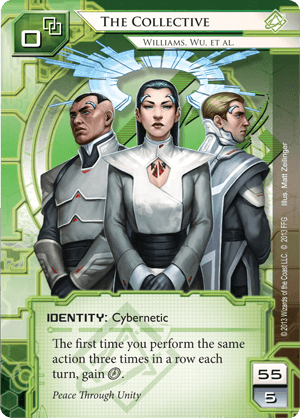 0
The Collective
Williams, Wu, et al.
Illus. Matt Zeilinger
© 2013 Wizards of the Coast LLC. © 2013 FFG
Identity: Cybernetic
The first time you perform the same
action three times in a row each
turn, gain .
Peace Through Unity
55
5